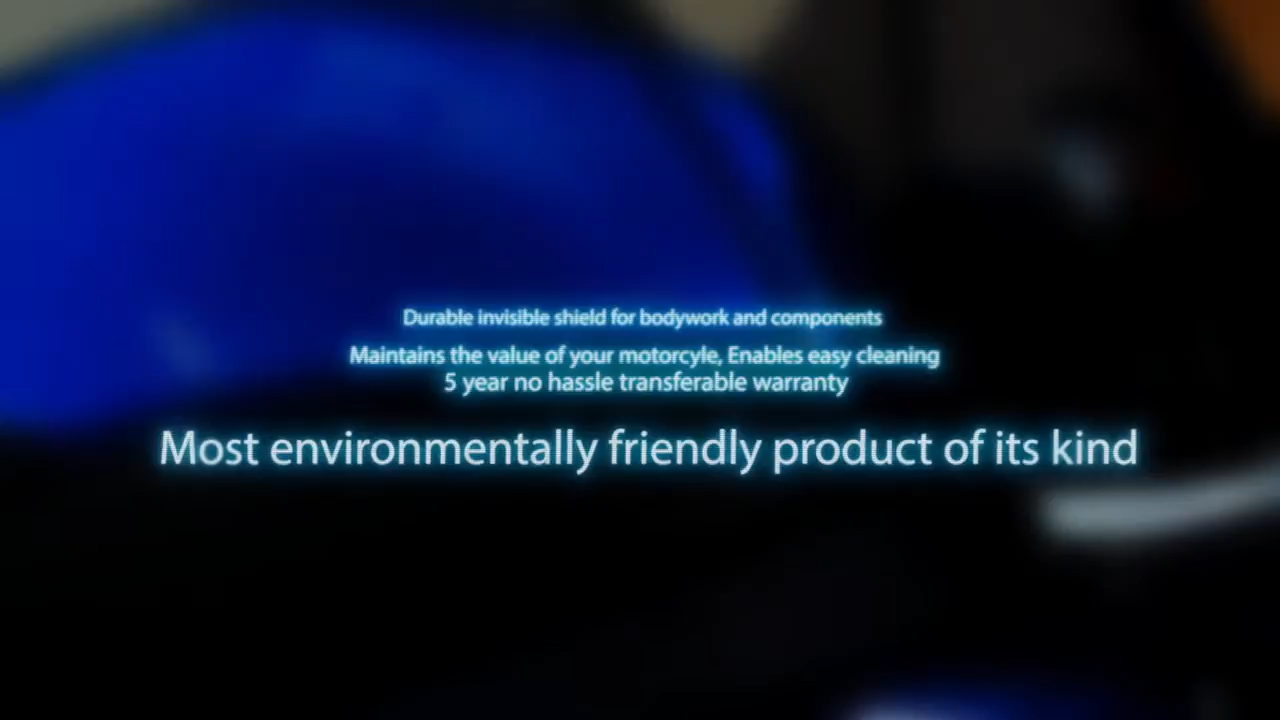 Durable invisible shield for bodywork and components
Maintains the value of your motorcyle, Enables easy cleaning
5 year no hassle transferable warranty
Most environmentally friendly product of its kind